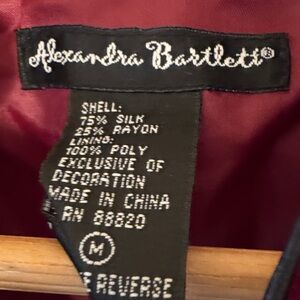 Alexandra Bartlett®
SHELL:
75% SILK
25% RAYON
LINING:
100% POLY
EXCLUSIVE OF
DECORATION
MADE IN CHINA
RN 88820
M
REVERSE